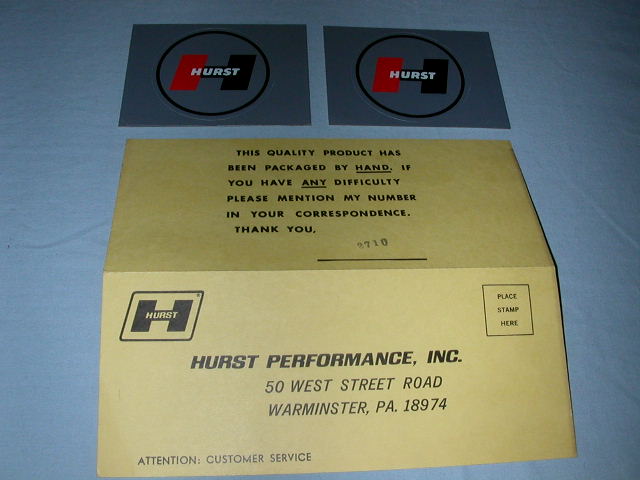 HURST
HURST
THIS QUALITY PRODUCT HAS
BEEN PACKAGED BY HAND. IF
YOU HAVE ANY DIFFICULTY
PLEASE MENTION MY NUMBER
IN YOUR CORRESPONDENCE.
THANK YOU,
2710
HURST
®
PLACE
STAMP
HERE
HURST PERFORMANCE, INC.
50 WEST STREET ROAD
WARMINSTER, PA. 18974
ATTENTION: CUSTOMER SERVICE